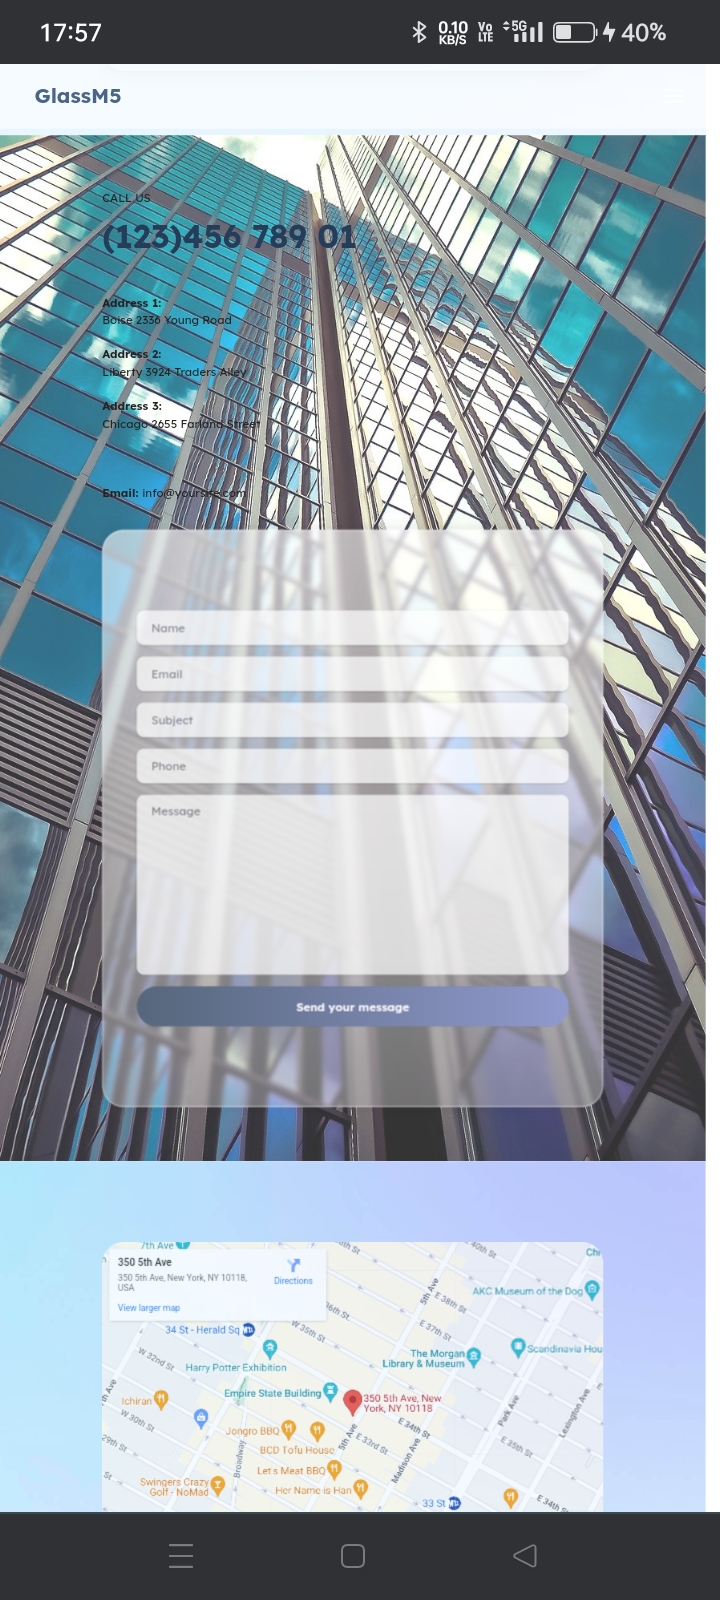 17:57
0.10 KB/S
Vo LTE
5G
40%
GlassM5
CALL US
(123)456 789 01
Address 1:
Boise 2336 Young Road
Address 2:
Liberty 3924 Traders Alley
Address 3:
Chicago 2655 Farland Street
Email: info@yoursite.com
Name
Email
Subject
Phone
Message
Send your message
7th Ave
350 5th Ave
350 5th Ave, New York, NY 10118,
USA
Directions
View larger map
40th St
5th Ave
AKC Museum of the Dog
E 38th St
36th St
34 St - Herald Sq
W 35th St
E 37th St
W 32nd St
Harry Potter Exhibition
The Morgan
Library & Museum
Scandinavia Hou
Empire State Building
350 5th Ave, New
York, NY 10118
th Ave
Ichiran
W 30th St
Jongro BBQ
5th Ave
E 34th St
Park Ave
Lexington Ave
29th St
BCD Tofu House
E 33rd St
E 35th St
Broadway
Let's Meat BBQ
Madison Ave
St
Swingers Crazy
Golf - NoMad
Her Name is Han
33 St
E 34th St